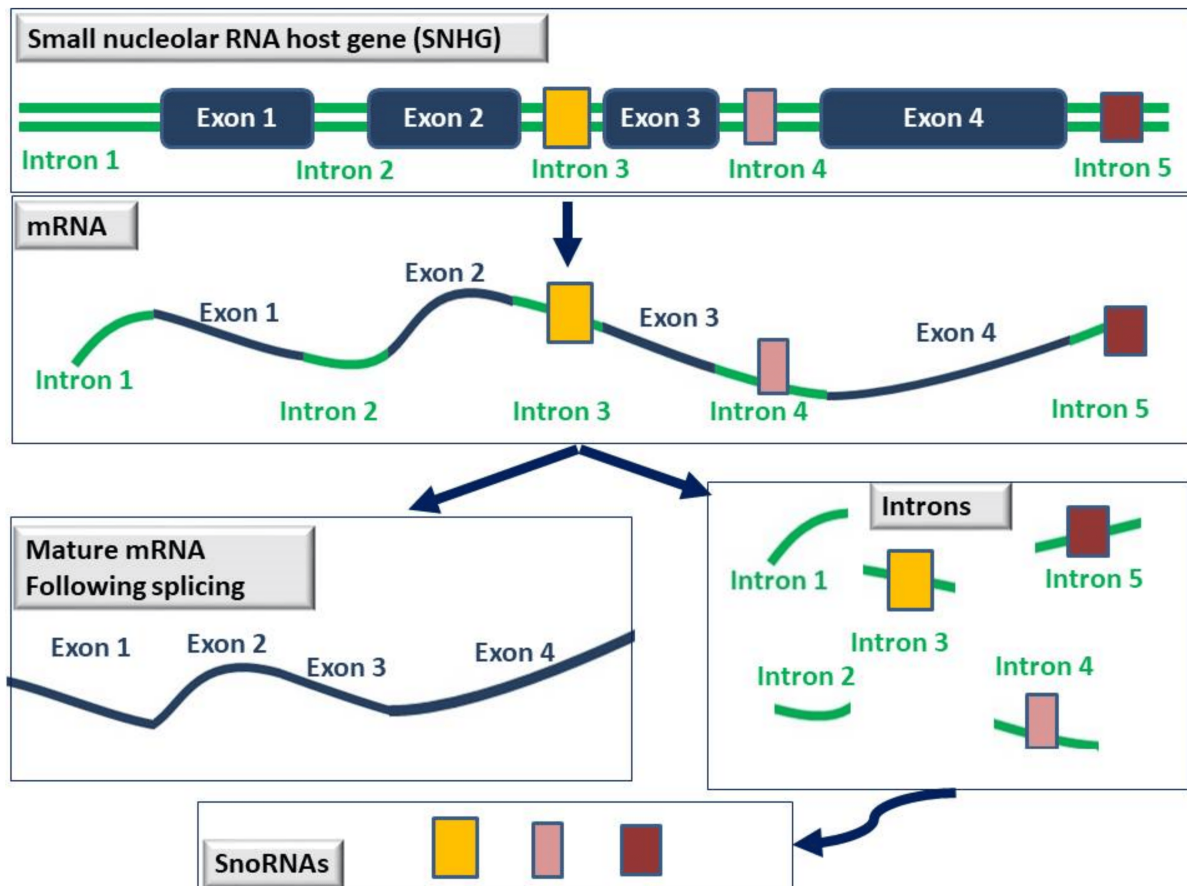 Small nucleolar RNA host gene (SNHG)
Exon 1
Exon 2
Exon 3
Exon 4
Intron 1
Intron 2
Intron 3
Intron 4
Intron 5
mRNA
Exon 1
Exon 2
Exon 3
Exon 4
Intron 1
Intron 2
Intron 3
Intron 4
Intron 5
Mature mRNA
Following splicing
Exon 1
Exon 2
Exon 3
Exon 4
Introns
Intron 1
Intron 5
Intron 3
Intron 2
Intron 4
SnoRNAs